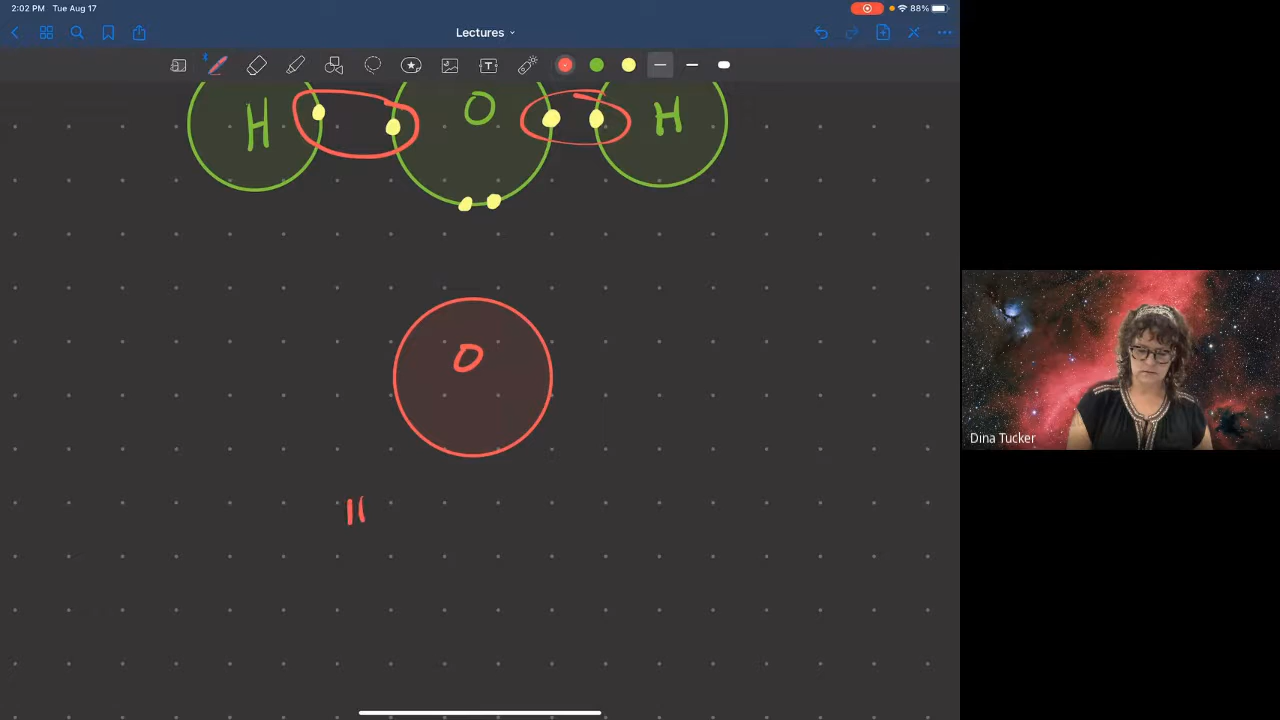 2:02 PM Tue Aug 17
88%
Lectures
T
H O H
O
Dina Tucker